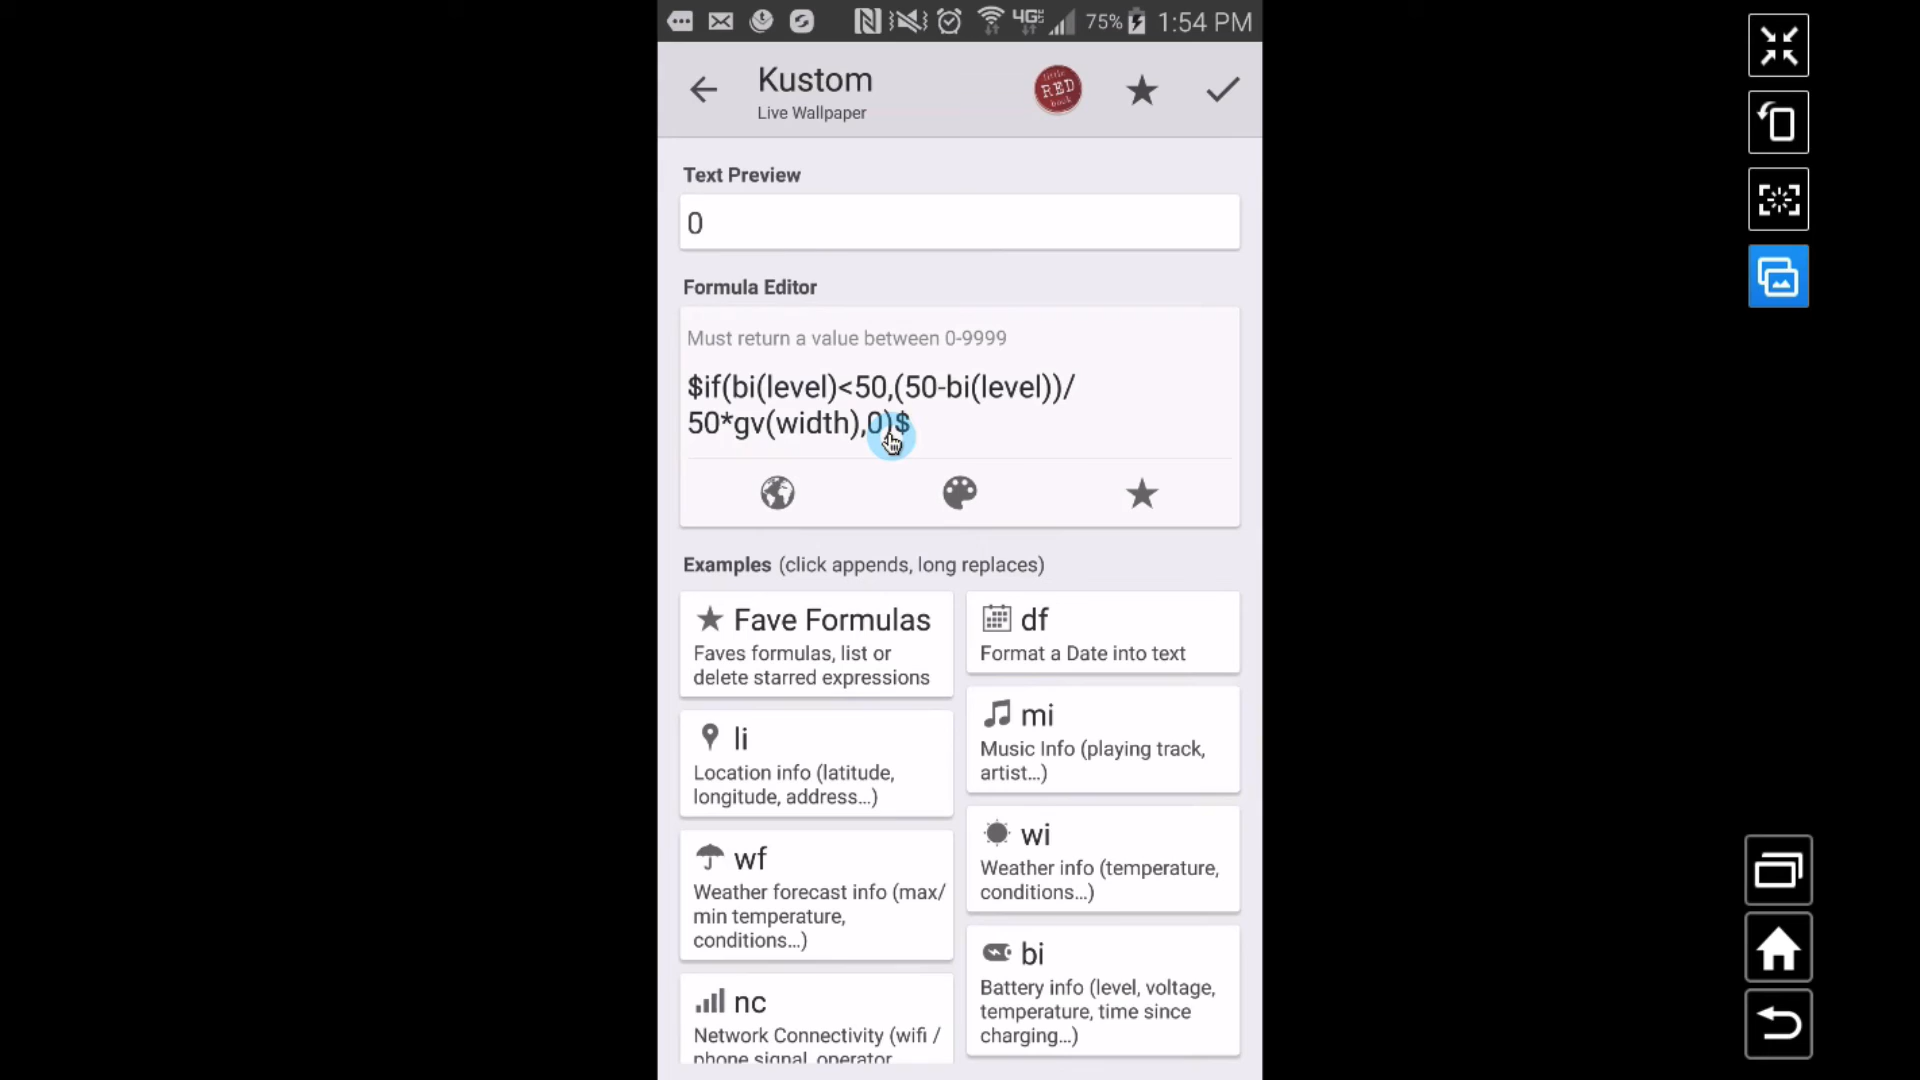 4G 75% 1:54 PM
Kustom
Live Wallpaper
little
RED
book
Text Preview
0
Formula Editor
Must return a value between 0-9999
$if(bi(level)<50,(50-bi(level))/
50*gv(width),0)$
Examples (click appends, long replaces)
Fave Formulas
Faves formulas, list or
delete starred expressions
df
Format a Date into text
li
Location info (latitude,
longitude, address...)
mi
Music Info (playing track,
artist...)
wf
Weather forecast info (max/
min temperature,
conditions...)
wi
Weather info (temperature,
conditions...)
nc
Network Connectivity (wifi /
phone signal, operator
bi
Battery info (level, voltage,
temperature, time since
charging...)